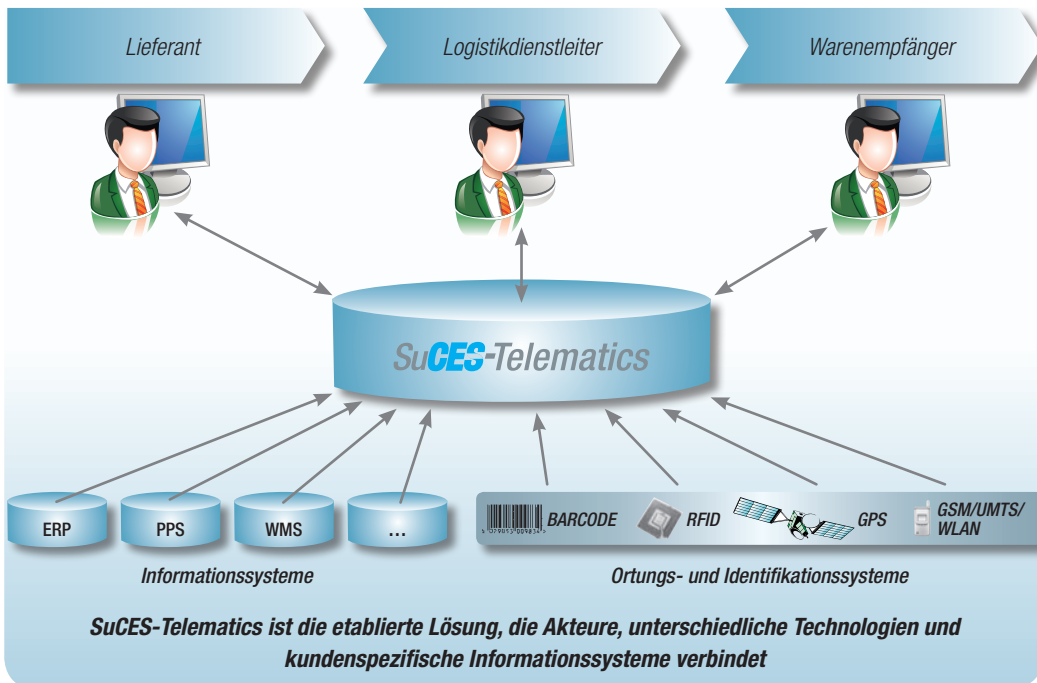 Lieferant
Logistikdienstleiter
Warenempfänger
SuCES-Telematics
ERP
PPS
WMS
...
BARCODE
RFID
GPS
GSM/UMTS/
WLAN
Informationssysteme
Ortungs- und Identifikationssysteme
SuCES-Telematics ist die etablierte Lösung, die Akteure, unterschiedliche Technologien und
kundenspezifische Informationssysteme verbindet